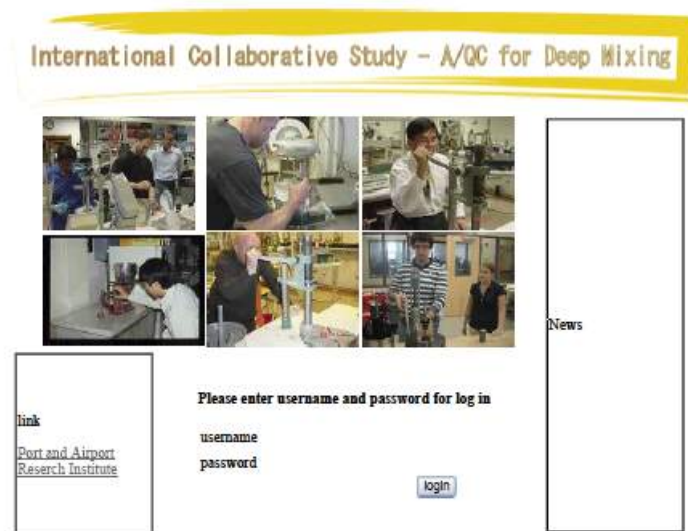 International Collaborative Study - A/QC for Deep Mixing
News
Please enter username and password for log in
link
username
Port and Airport
Reserch Institute
password
login